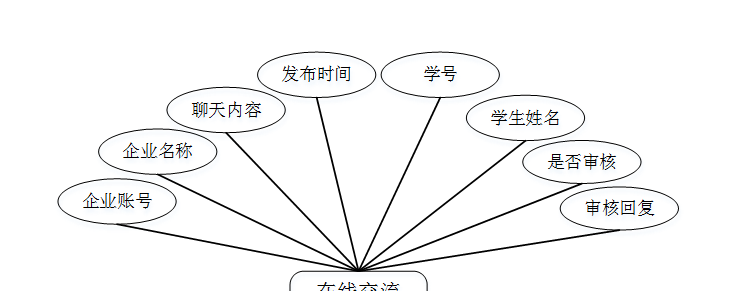 发布时间
学号
聊天内容
学生姓名
企业名称
是否审核
企业账号
审核回复
在线交流